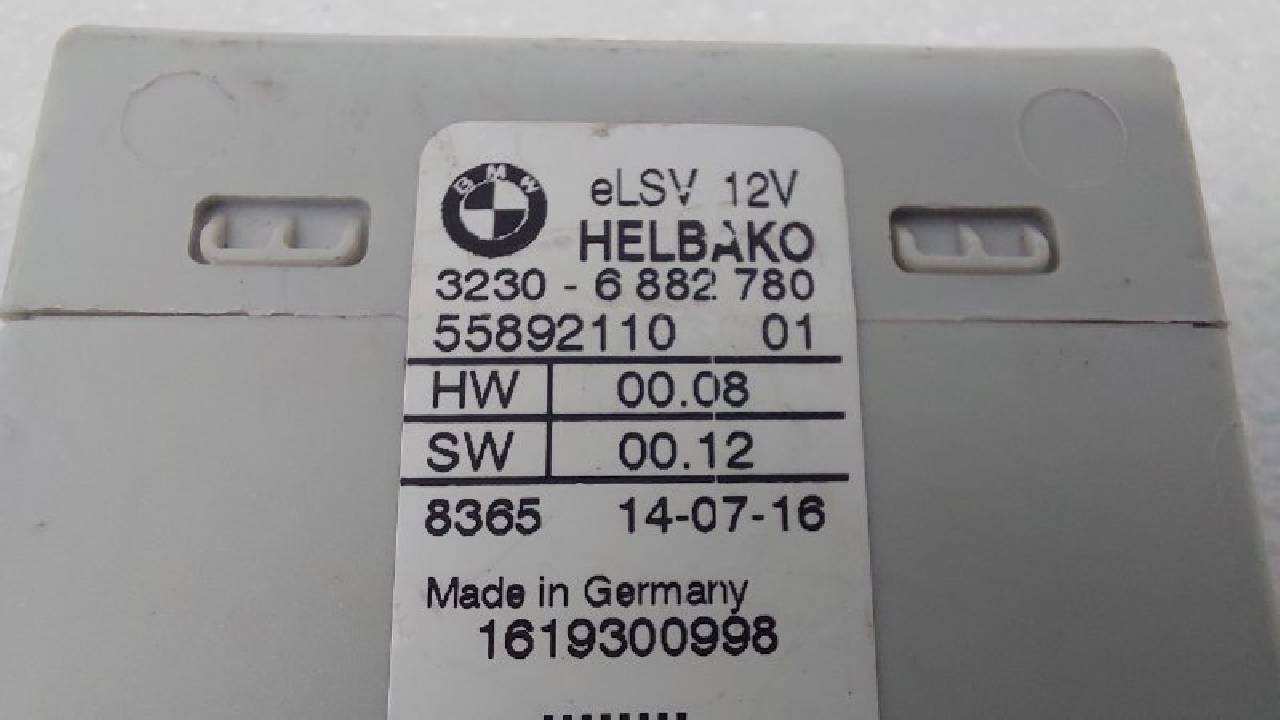 BMW
eLSV 12V
HELBAKO
3230 - 6 882 780
55892110 01
HW 00.08
SW 00.12
8365 14-07-16
Made in Germany
1619300998